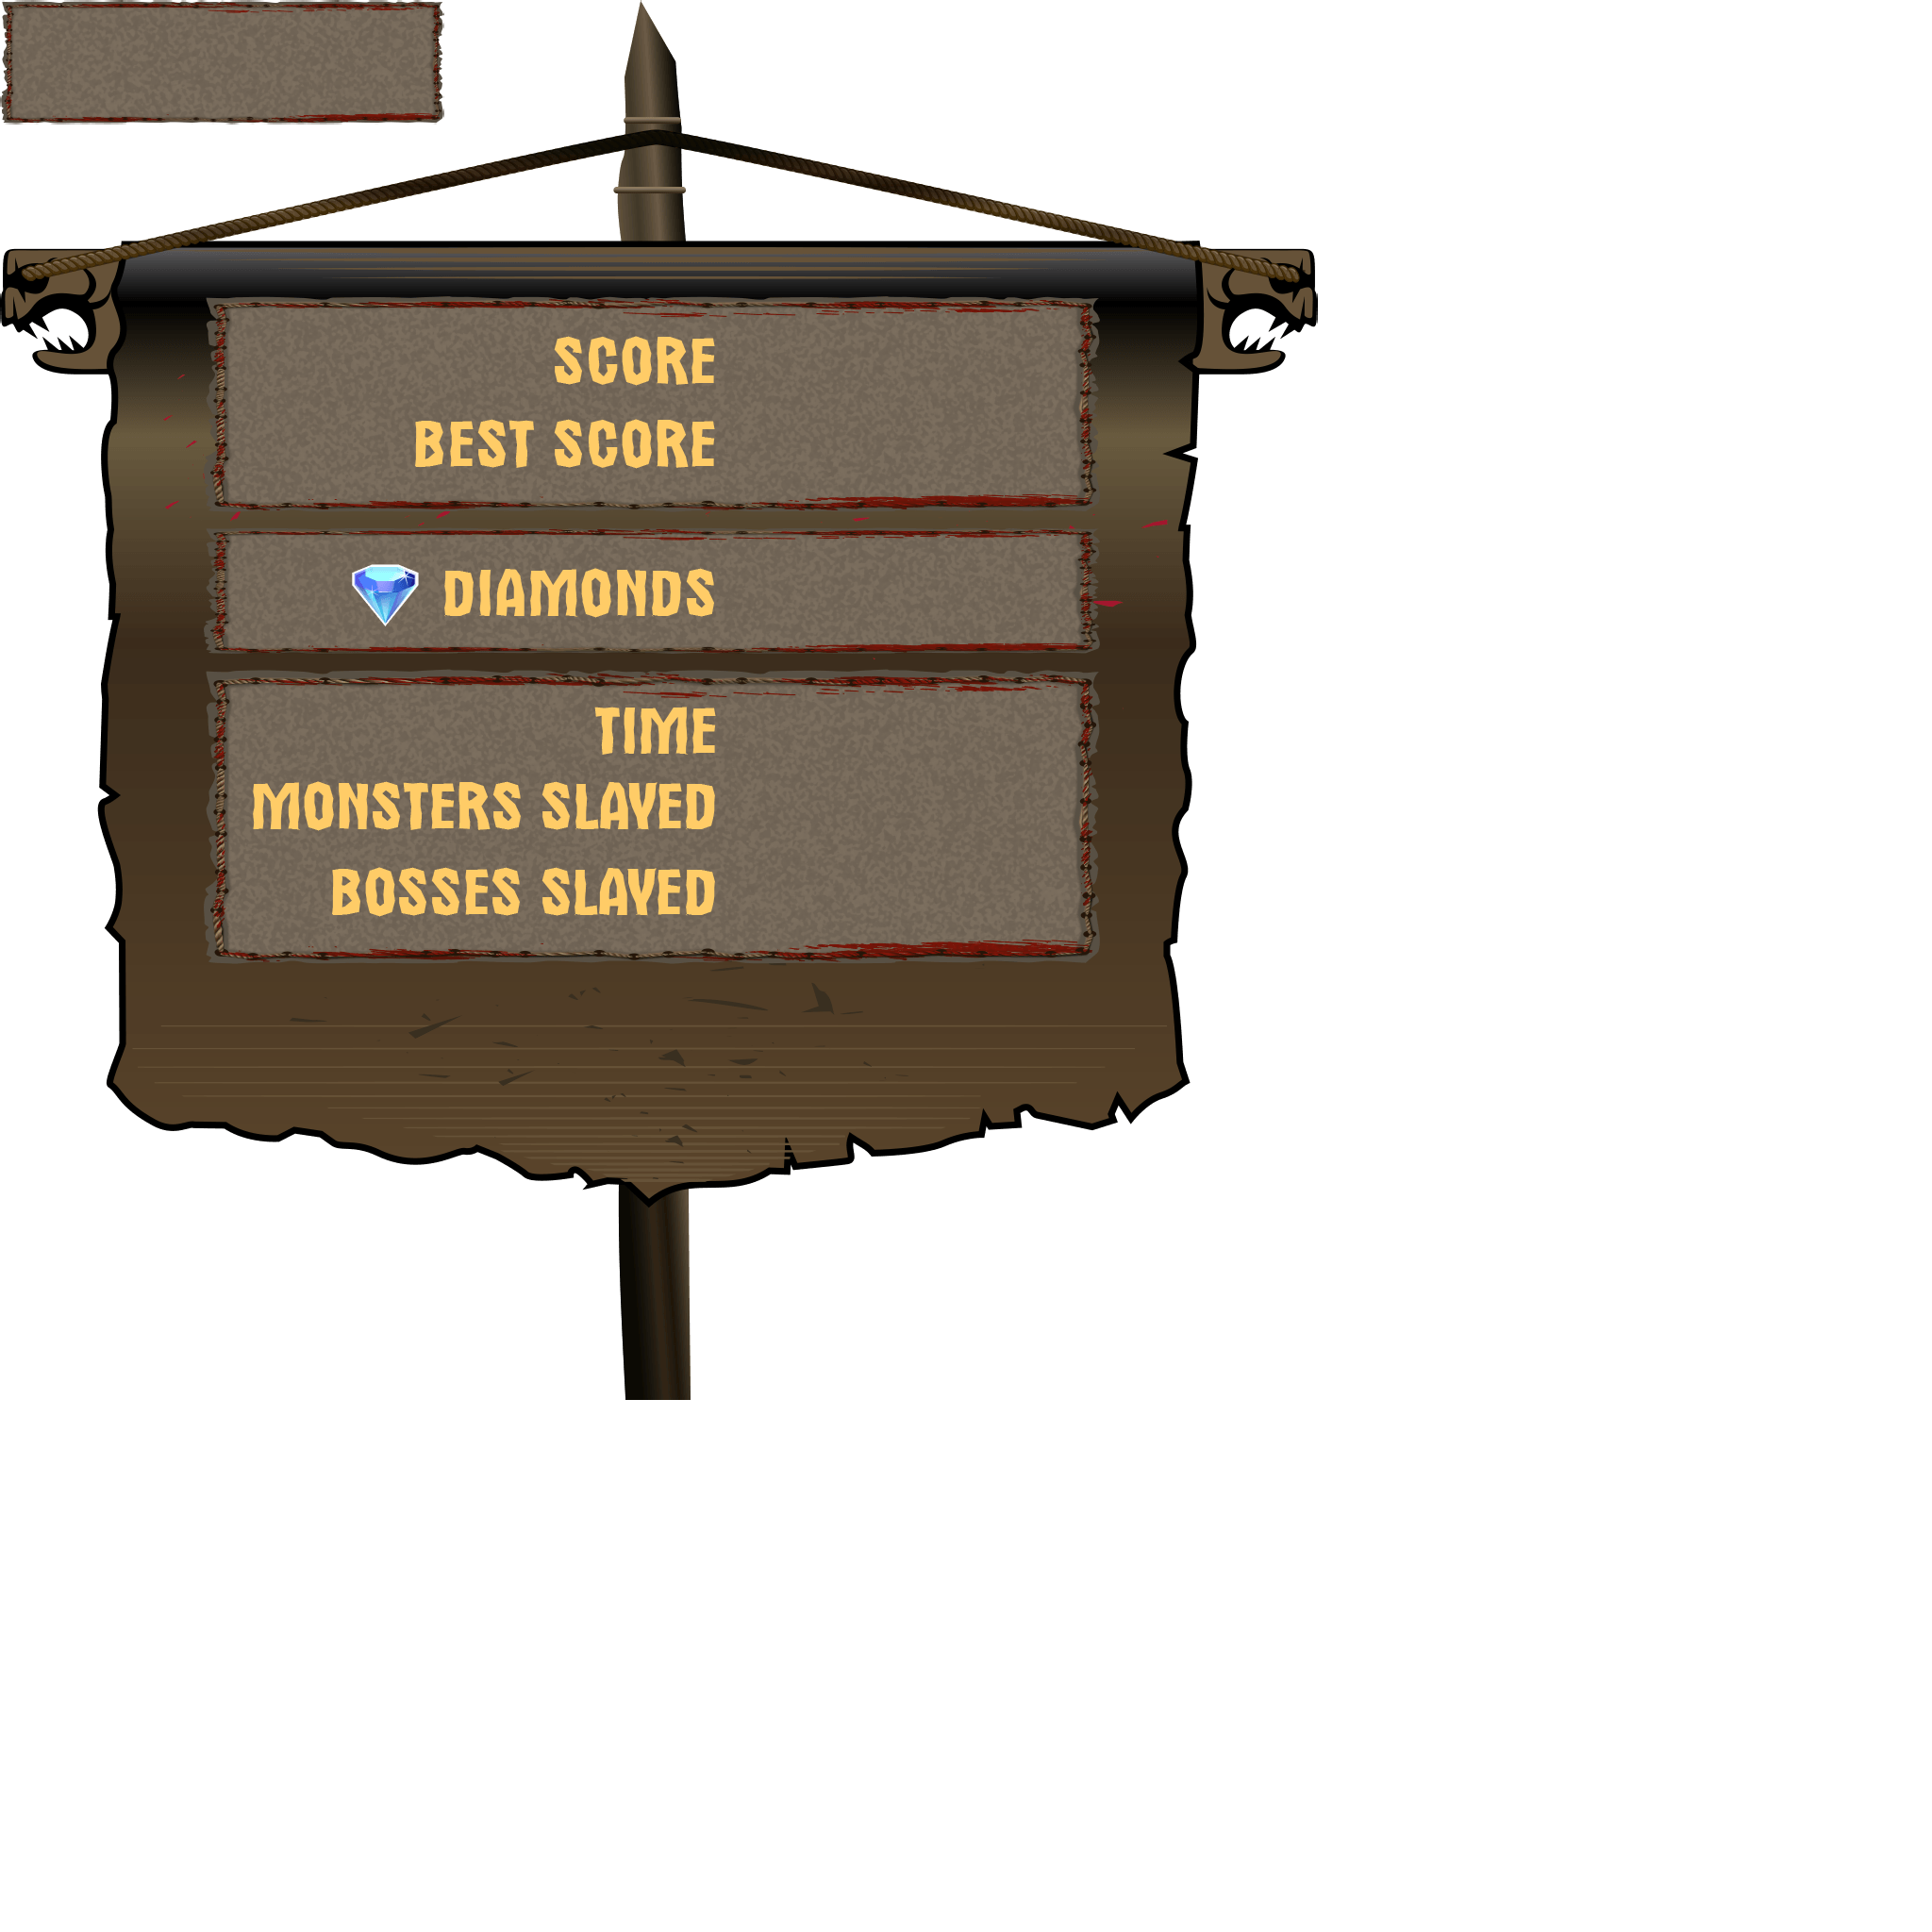 SCORE
BEST SCORE
DIAMONDS
TIME
MONSTERS SLAYED
BOSSES SLAYED